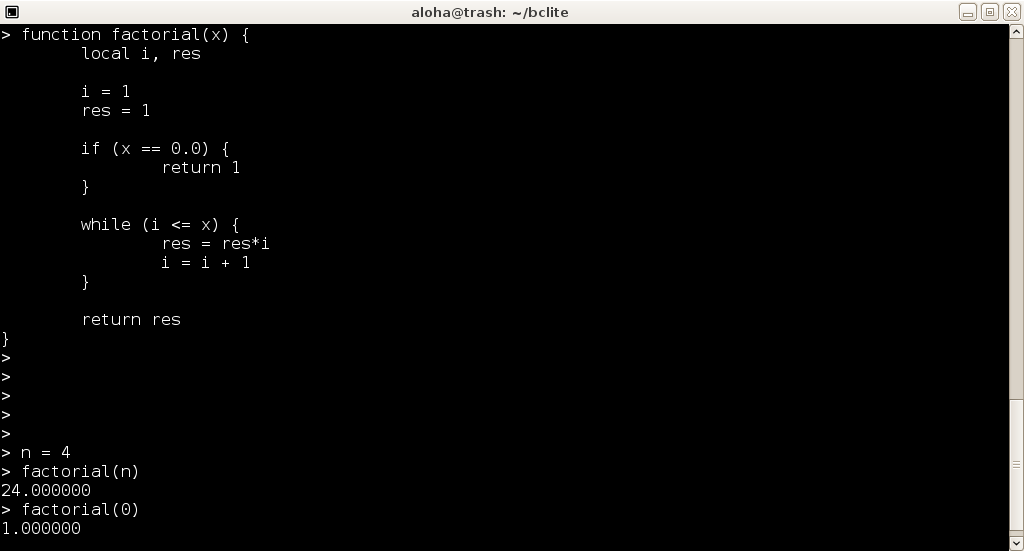 aloha@trash: ~/bclite
> function factorial(x) {
        local i, res
        i = 1
        res = 1
        if (x == 0.0) {
                return 1
        }
        while (i <= x) {
                res = res*i
                i = i + 1
        }
        return res
}
>
>
>
>
>
> n = 4
> factorial(n)
24.000000
> factorial(0)
1.000000